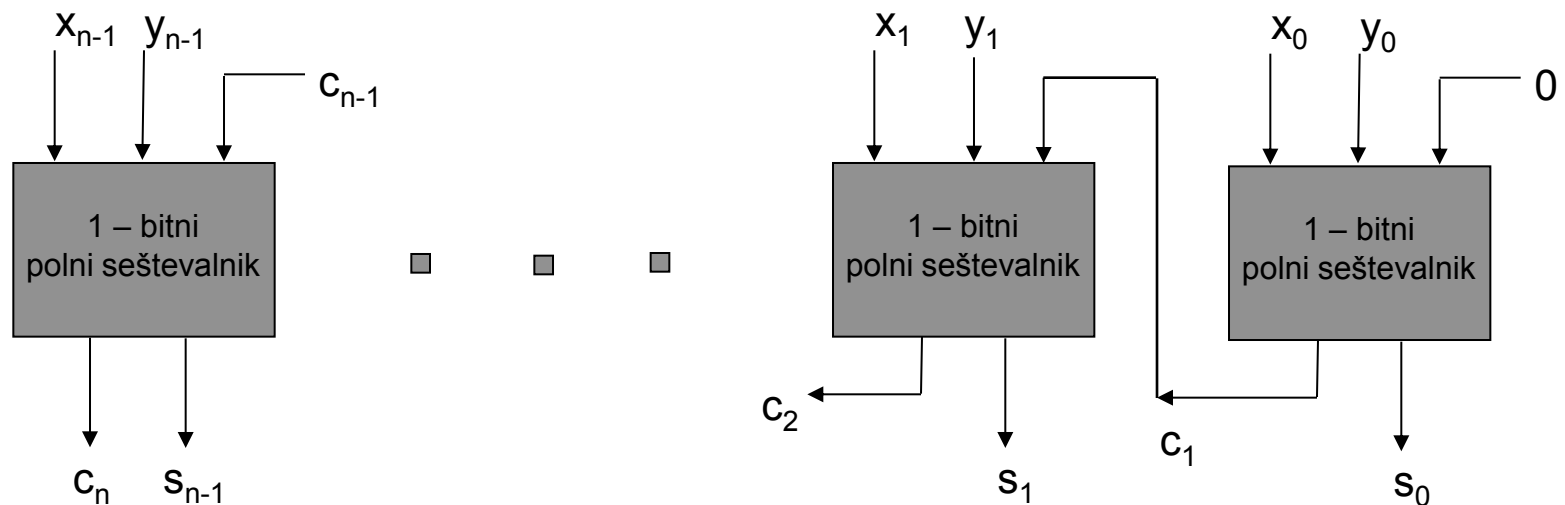 xₙ₋₁ yₙ₋₁
cₙ₋₁
x₁ y₁
x₀ y₀
0
1 – bitni
polni seštevalnik
1 – bitni
polni seštevalnik
1 – bitni
polni seštevalnik
cₙ sₙ₋₁
c₂
s₁
c₁
s₀